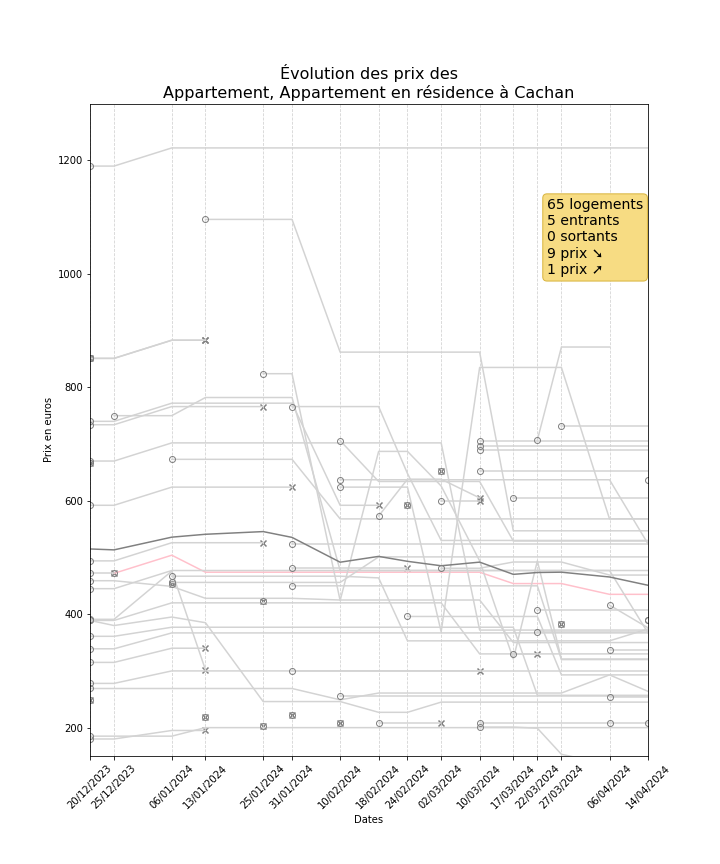 Évolution des prix des
Appartement, Appartement en résidence à Cachan
65 logements
5 entrants
0 sortants
9 prix ↘
1 prix ↗
Prix en euros
1200
1000
800
600
400
200
20/12/2023
25/12/2023
06/01/2024
13/01/2024
25/01/2024
31/01/2024
10/02/2024
18/02/2024
24/02/2024
02/03/2024
10/03/2024
17/03/2024
22/03/2024
27/03/2024
06/04/2024
14/04/2024
Dates